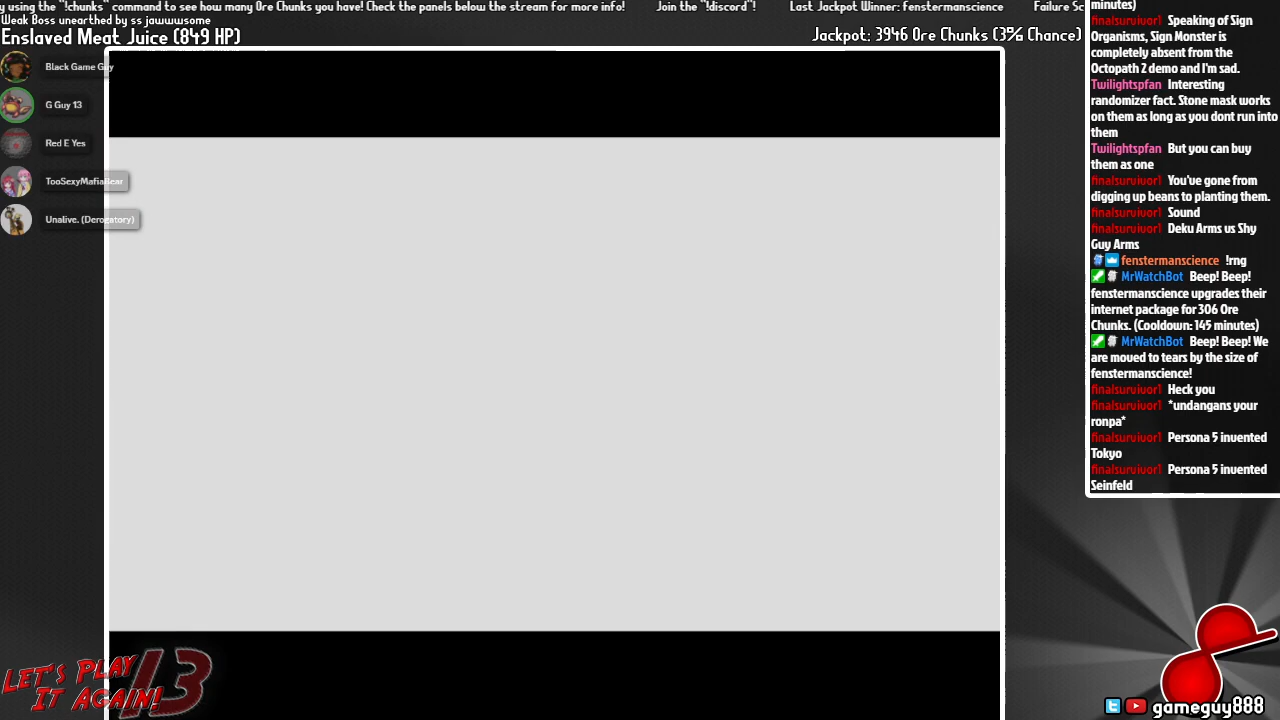 y using the "!chunks" command to see how many Ore Chunks you have! Check the panels below the stream for more info! Join the "!discord"! Last Jackpot Winner: fenstermanscience Failure Sc
Weak Boss unearthed by ss jawwwsome
Enslaved Meat Juice (849 HP)
Jackpot: 3946 Ore Chunks (3% Chance)
Black Game Guy
G Guy 13
Red E Yes
TooSexyMafiaBear
Unalive. (Derogatory)
minutes)
finalsurvivor1 Speaking of Sign
Organisms, Sign Monster is
completely absent from the
Octopath 2 demo and I'm sad.
Twilightspfan Interesting
randomizer fact. Stone mask works
on them as long as you dont run into
them
Twilightspfan But you can buy
them as one
finalsurvivor1 You've gone from
digging up beans to planting them.
finalsurvivor1 Sound
finalsurvivor1 Deku Arms vs Shy
Guy Arms
fenstermanscience !rng
MrWatchBot Beep! Beep!
fenstermanscience upgrades their
internet package for 306 Ore
Chunks. (Cooldown: 145 minutes)
MrWatchBot Beep! Beep! We
are moved to tears by the size of
fenstermanscience!
finalsurvivor1 Heck you
finalsurvivor1 *undangans your
ronpa*
finalsurvivor1 Persona 5 invented
Tokyo
finalsurvivor1 Persona 5 invented
Seinfeld
LET'S PLAY
IT AGAIN! 13
gameguy888